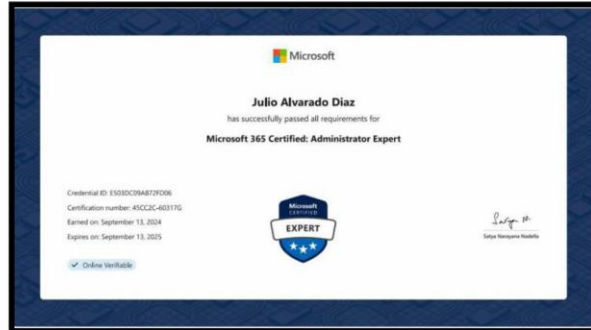 Microsoft
Julio Alvarado Diaz
has successfully passed all requirements for
Microsoft 365 Certified: Administrator Expert
Credential ID: E503DC09A872FD06
Certification number: 45CC2C-60317G
Earned on: September 13, 2024
Expires on: September 13, 2025
Online Verifiable
Microsoft
CERTIFIED
EXPERT
Satya N.
Satya Narayana Nadella